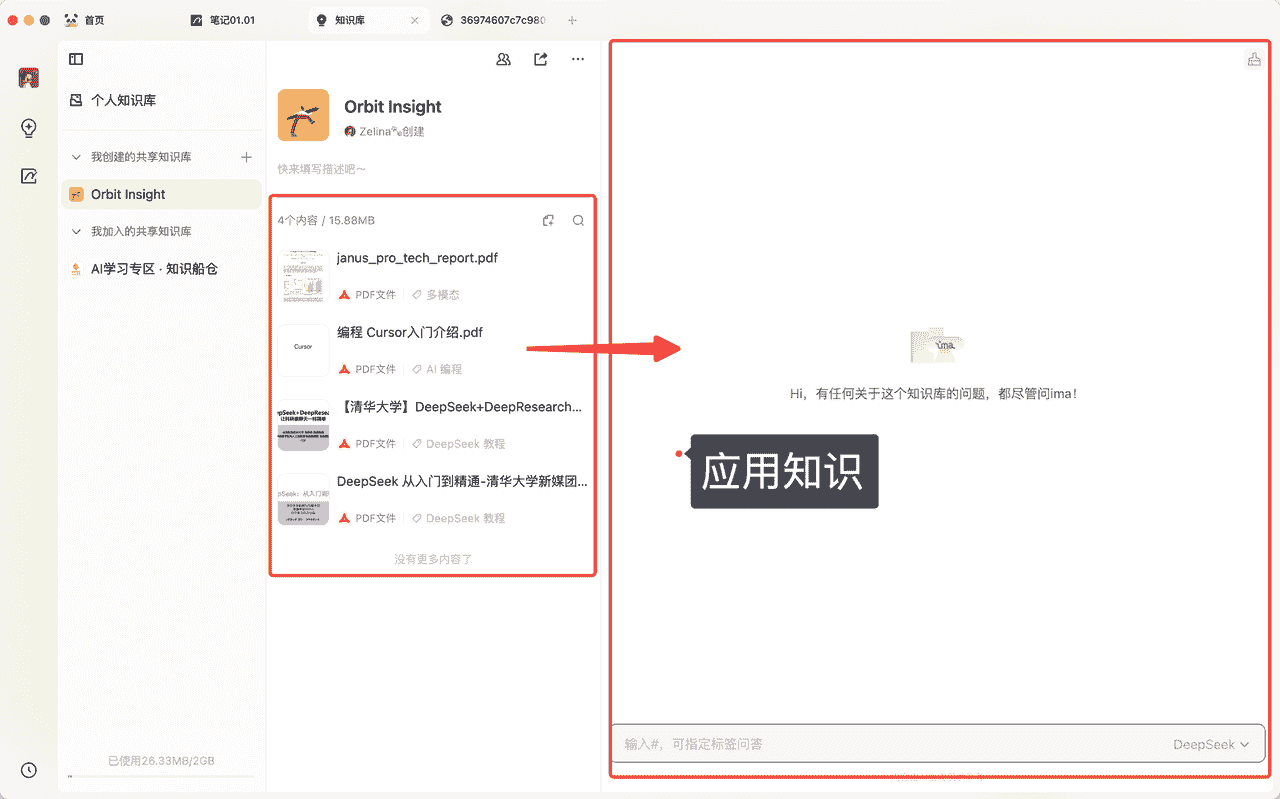 首页
笔记01.01
知识库
36974607c7c980
个人知识库
我创建的共享知识库
Orbit Insight
我加入的共享知识库
AI学习专区 · 知识船仓
已使用26.33MB/2GB
Orbit Insight
Zelina🐾创建
快来填写描述吧～
4个内容 / 15.88MB
janus_pro_tech_report.pdf
PDF文件
多模态
Cursor
编程 Cursor入门介绍.pdf
PDF文件
AI 编程
【清华大学】DeepSeek+DeepResearch...
PDF文件
DeepSeek 教程
DeepSeek 从入门到精通-清华大学新媒团...
PDF文件
DeepSeek 教程
没有更多内容了
ima
Hi，有任何关于这个知识库的问题，都尽管问ima！
应用知识
输入#，可指定标签问答
DeepSeek